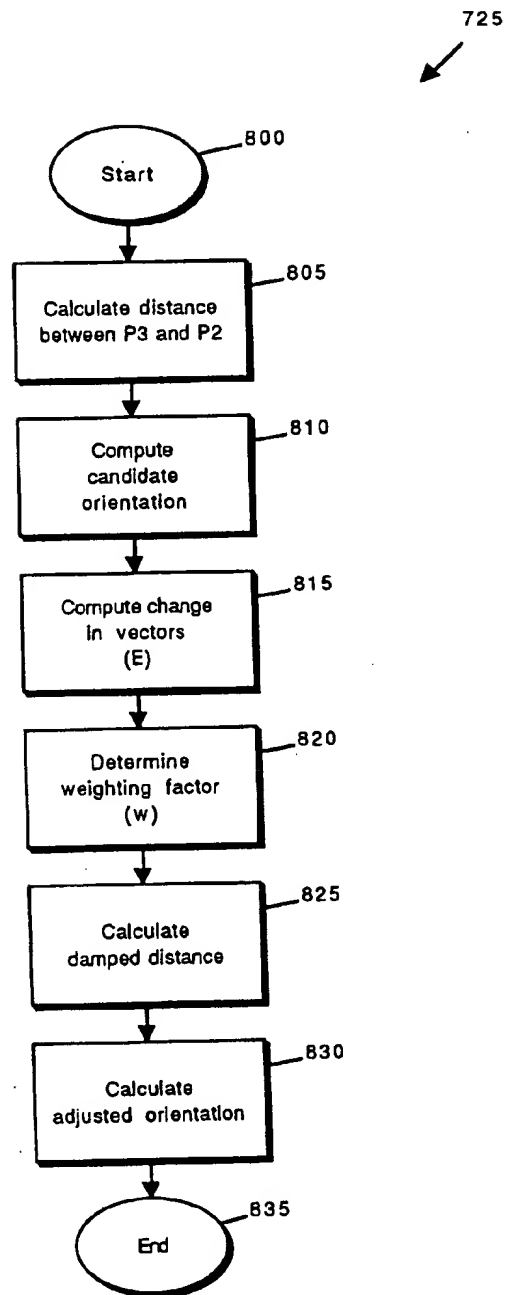 725
800
Start
805
Calculate distance
between P3 and P2
810
Compute
candidate
orientation
815
Compute change
in vectors
(E)
820
Determine
weighting factor
(w)
825
Calculate
damped distance
830
Calculate
adjusted orientation
835
End